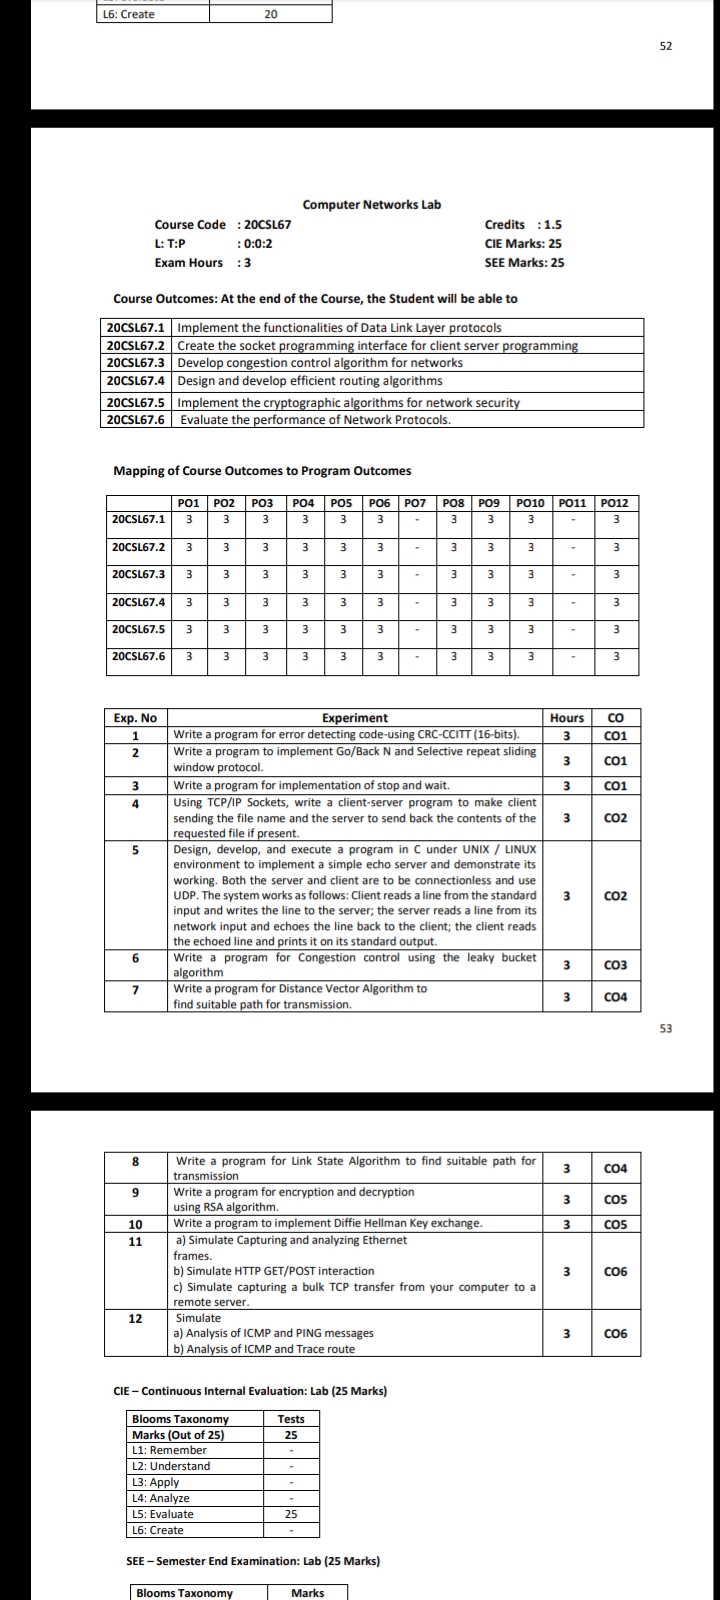 L6: Create 20
52
Computer Networks Lab
Course Code : 20CSL67 Credits : 1.5
L: T:P : 0:0:2 CIE Marks: 25
Exam Hours : 3 SEE Marks: 25
Course Outcomes: At the end of the Course, the Student will be able to
20CSL67.1 Implement the functionalities of Data Link Layer protocols
20CSL67.2 Create the socket programming interface for client server programming
20CSL67.3 Develop congestion control algorithm for networks
20CSL67.4 Design and develop efficient routing algorithms
20CSL67.5 Implement the cryptographic algorithms for network security
20CSL67.6 Evaluate the performance of Network Protocols.
Mapping of Course Outcomes to Program Outcomes
PO1 PO2 PO3 PO4 PO5 PO6 PO7 PO8 PO9 PO10 PO11 PO12
20CSL67.1 3 3 3 3 3 3 - 3 3 3 - 3
20CSL67.2 3 3 3 3 3 3 - 3 3 3 - 3
20CSL67.3 3 3 3 3 3 3 - 3 3 3 - 3
20CSL67.4 3 3 3 3 3 3 - 3 3 3 - 3
20CSL67.5 3 3 3 3 3 3 - 3 3 3 - 3
20CSL67.6 3 3 3 3 3 3 - 3 3 3 - 3
Exp. No Experiment Hours CO
1 Write a program for error detecting code-using CRC-CCITT (16-bits). 3 CO1
2 Write a program to implement Go/Back N and Selective repeat sliding
window protocol. 3 CO1
3 Write a program for implementation of stop and wait. 3 CO1
4 Using TCP/IP Sockets, write a client-server program to make client
sending the file name and the server to send back the contents of the 3 CO2
requested file if present.
5 Design, develop, and execute a program in C under UNIX / LINUX
environment to implement a simple echo server and demonstrate its
working. Both the server and client are to be connectionless and use
UDP. The system works as follows: Client reads a line from the standard 3 CO2
input and writes the line to the server; the server reads a line from its
network input and echoes the line back to the client; the client reads
the echoed line and prints it on its standard output.
6 Write a program for Congestion control using the leaky bucket
algorithm 3 CO3
7 Write a program for Distance Vector Algorithm to
find suitable path for transmission. 3 CO4
53
8 Write a program for Link State Algorithm to find suitable path for
transmission 3 CO4
9 Write a program for encryption and decryption
using RSA algorithm. 3 CO5
10 Write a program to implement Diffie Hellman Key exchange. 3 CO5
11 a) Simulate Capturing and analyzing Ethernet
frames.
b) Simulate HTTP GET/POST interaction 3 CO6
c) Simulate capturing a bulk TCP transfer from your computer to a
remote server.
12 Simulate
a) Analysis of ICMP and PING messages 3 CO6
b) Analysis of ICMP and Trace route
CIE – Continuous Internal Evaluation: Lab (25 Marks)
Blooms Taxonomy Tests
Marks (Out of 25) 25
L1: Remember -
L2: Understand -
L3: Apply -
L4: Analyze -
L5: Evaluate 25
L6: Create -
SEE – Semester End Examination: Lab (25 Marks)
Blooms Taxonomy Marks